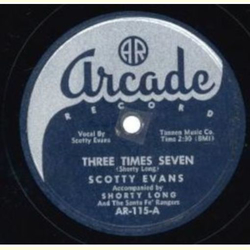 AR
Arcade
RECORD
Vocal By
Scotty Evans
Tannen Music Co.
Time 2:30 (BMI)
THREE TIMES SEVEN
(Shorty Long)
SCOTTY EVANS
Accompanied by
SHORTY LONG
And The Santa Fe' Rangers
AR-115-A